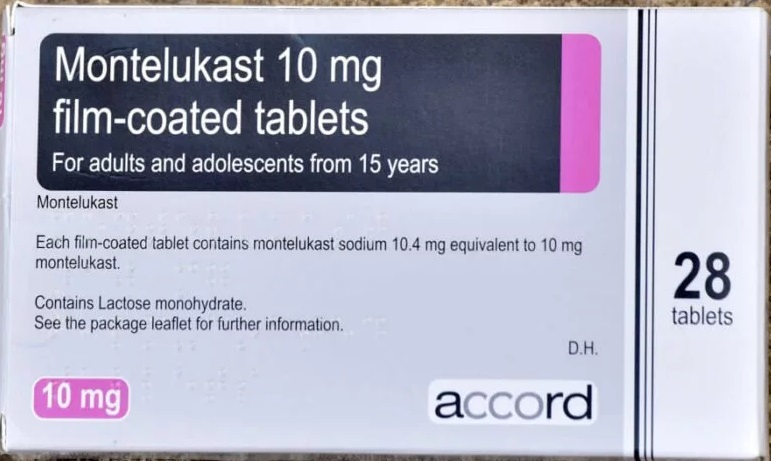 Montelukast 10 mg
film-coated tablets
For adults and adolescents from 15 years
Montelukast
Each film-coated tablet contains montelukast sodium 10.4 mg equivalent to 10 mg
montelukast.
Contains Lactose monohydrate.
See the package leaflet for further information.
D.H.
10 mg
accord
28
tablets